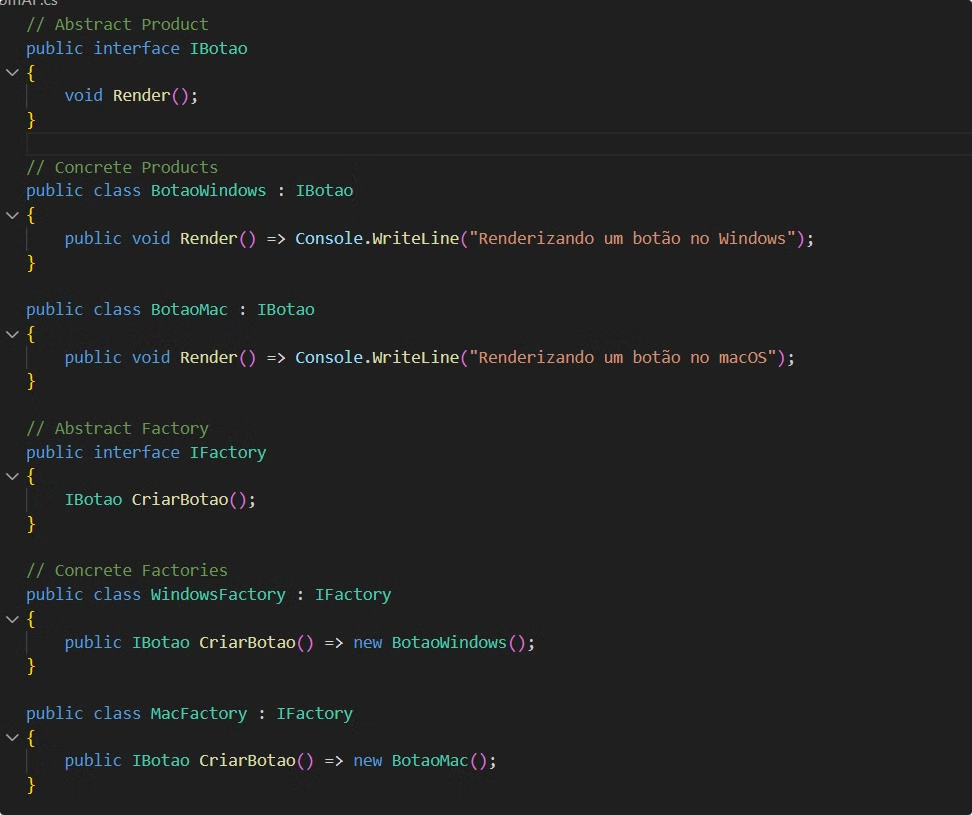 // Abstract Product
public interface IBotao
{
    void Render();
}
// Concrete Products
public class BotaoWindows : IBotao
{
    public void Render() => Console.WriteLine("Renderizando um botão no Windows");
}
public class BotaoMac : IBotao
{
    public void Render() => Console.WriteLine("Renderizando um botão no macOS");
}
// Abstract Factory
public interface IFactory
{
    IBotao CriarBotao();
}
// Concrete Factories
public class WindowsFactory : IFactory
{
    public IBotao CriarBotao() => new BotaoWindows();
}
public class MacFactory : IFactory
{
    public IBotao CriarBotao() => new BotaoMac();
}